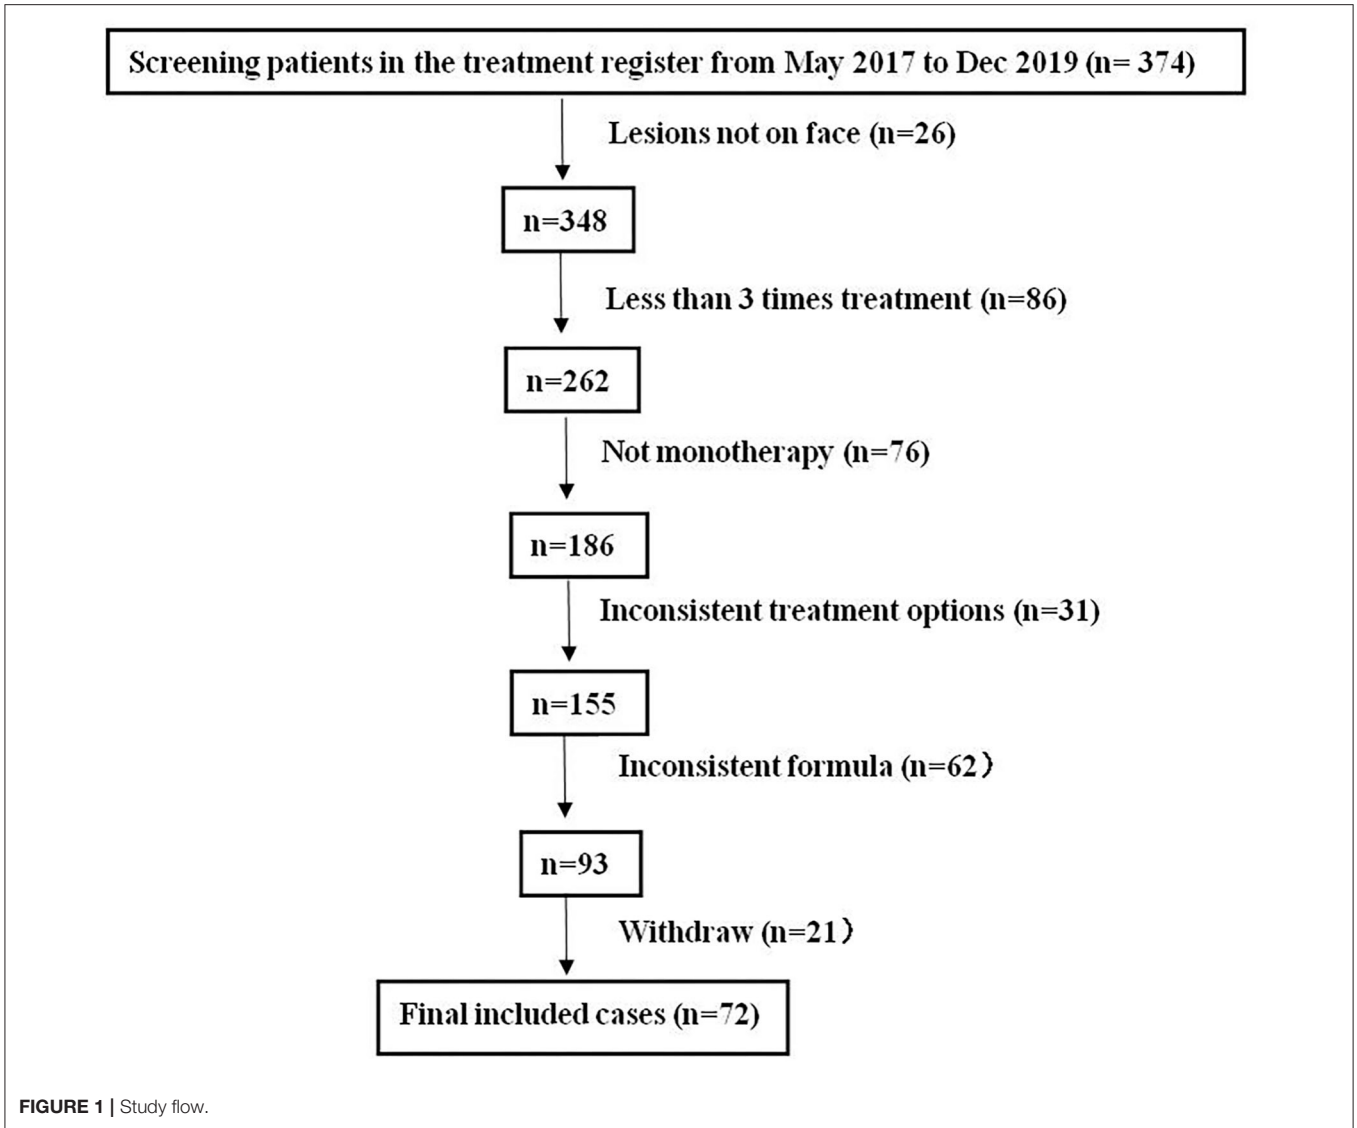 Screening patients in the treatment register from May 2017 to Dec 2019 (n= 374)
Lesions not on face (n=26)
n=348
Less than 3 times treatment (n=86)
n=262
Not monotherapy (n=76)
n=186
Inconsistent treatment options (n=31)
n=155
Inconsistent formula (n=62）
n=93
Withdraw (n=21）
Final included cases (n=72)
FIGURE 1 | Study flow.